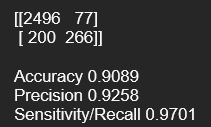 [[2496 77]
[ 200 266]]
Accuracy 0.9089
Precision 0.9258
Sensitivity/Recall 0.9701